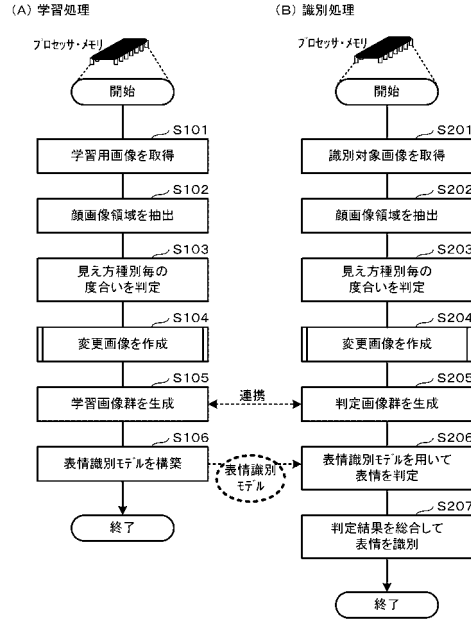 (A) 学習処理
プロセッサ・メモリ
開始
S101
学習用画像を取得
S102
顔画像領域を抽出
S103
見え方種別毎の
度合いを判定
S104
変更画像を作成
S105
学習画像群を生成
S106
表情識別モデルを構築
終了
連携
表情識別
モデル
(B) 識別処理
プロセッサ・メモリ
開始
S201
識別対象画像を取得
S202
顔画像領域を抽出
S203
見え方種別毎の
度合いを判定
S204
変更画像を作成
S205
判定画像群を生成
S206
表情識別モデルを用いて
表情を判定
S207
判定結果を総合して
表情を識別
終了